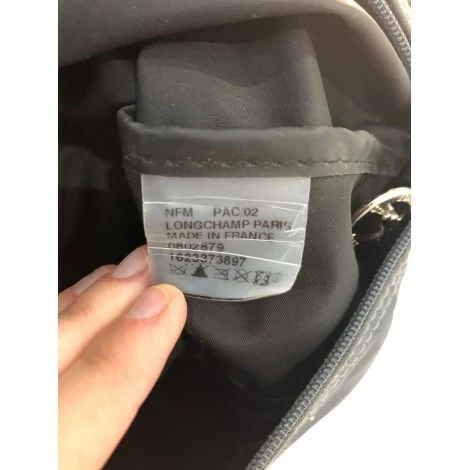 NFM PAC 02
LONGCHAMP PARIS
MADE IN FRANCE
0802879
1623373897